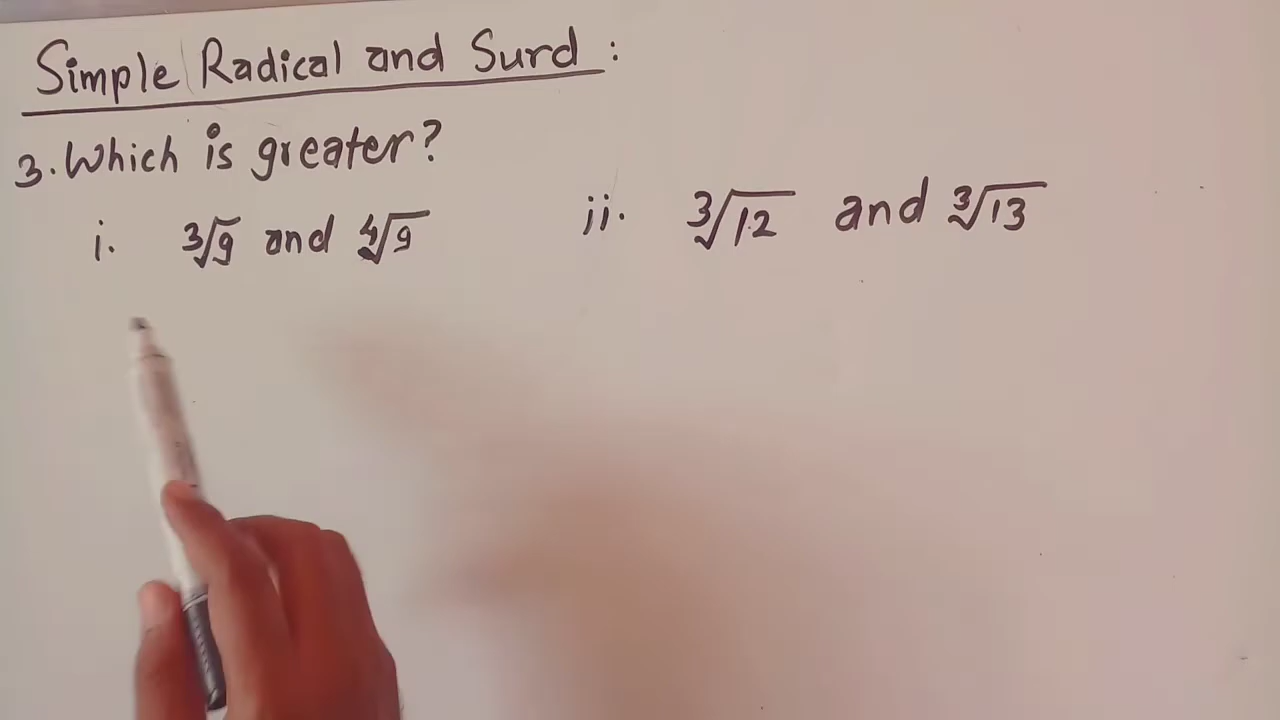 Simple Radical and Surd :
3. Which is greater?
i. ∛9 and ∜9 ii. ∛12 and ∛13